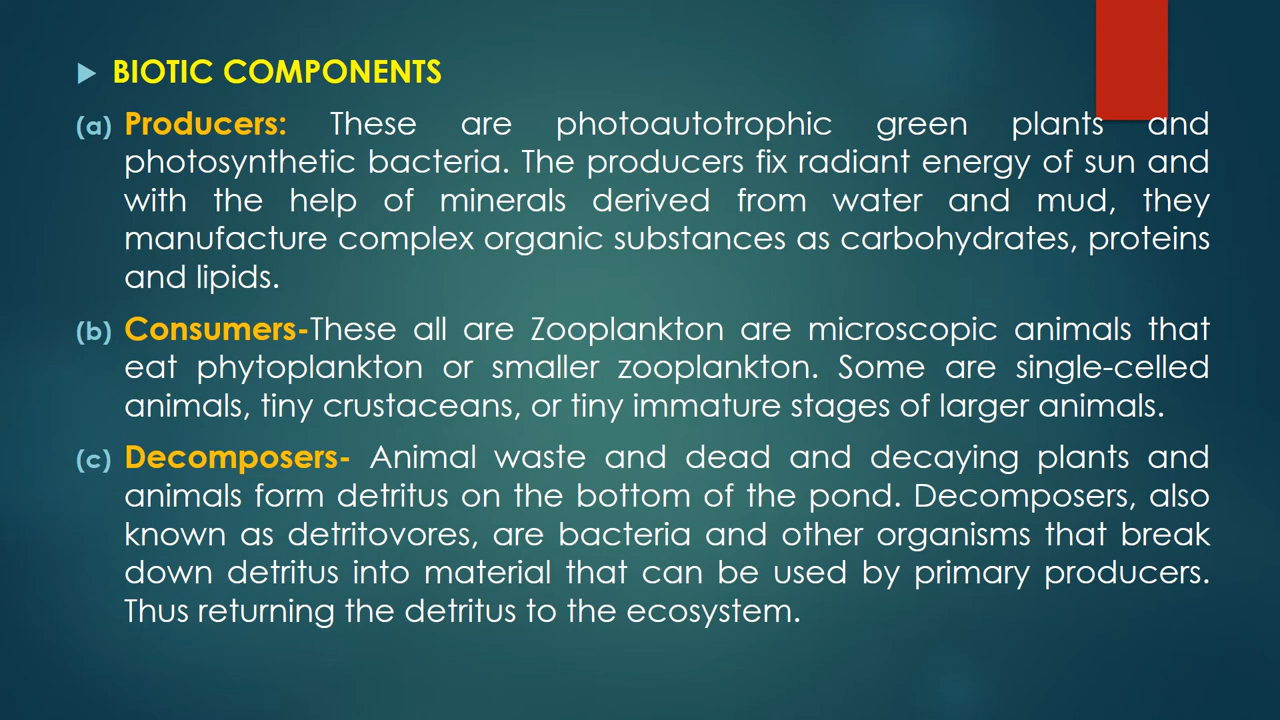 BIOTIC COMPONENTS
(a) Producers: These are photoautotrophic green plants and
photosynthetic bacteria. The producers fix radiant energy of sun and
with the help of minerals derived from water and mud, they
manufacture complex organic substances as carbohydrates, proteins
and lipids.
(b) Consumers-These all are Zooplankton are microscopic animals that
eat phytoplankton or smaller zooplankton. Some are single-celled
animals, tiny crustaceans, or tiny immature stages of larger animals.
(c) Decomposers- Animal waste and dead and decaying plants and
animals form detritus on the bottom of the pond. Decomposers, also
known as detritovores, are bacteria and other organisms that break
down detritus into material that can be used by primary producers.
Thus returning the detritus to the ecosystem.